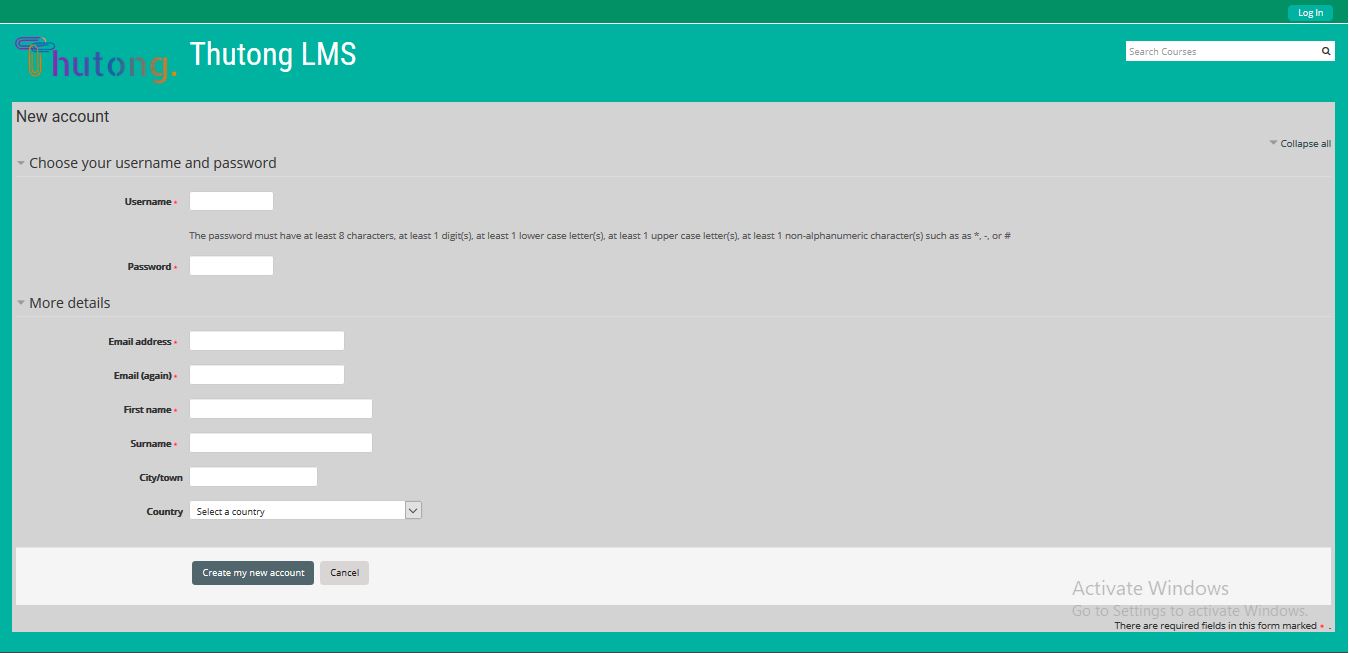 Log In
Thutong.
Thutong LMS
Search Courses
New account
Collapse all
Choose your username and password
Username *
The password must have at least 8 characters, at least 1 digit(s), at least 1 lower case letter(s), at least 1 upper case letter(s), at least 1 non-alphanumeric character(s) such as as *, -, or #
Password *
More details
Email address *
Email (again) *
First name *
Surname *
City/town
Country Select a country
Create my new account Cancel
Activate Windows
Go to Settings to activate Windows.
There are required fields in this form marked * .